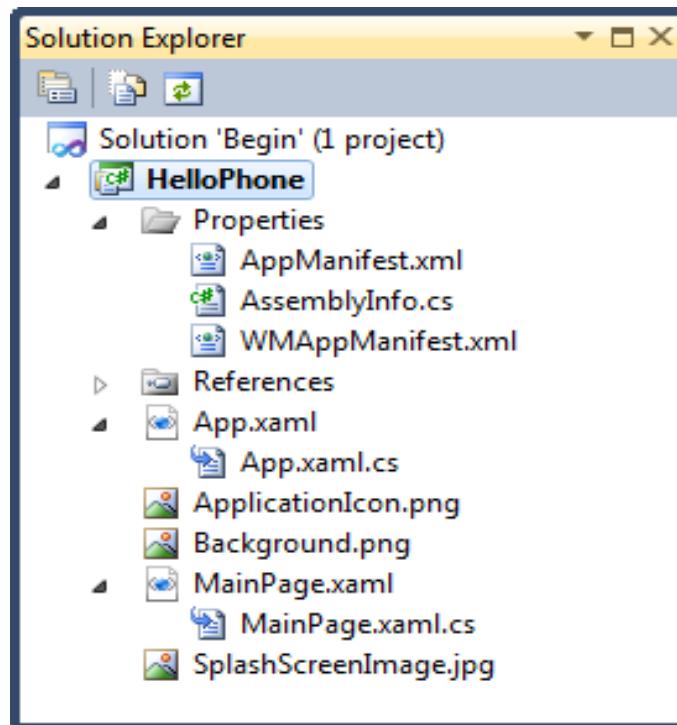 Solution Explorer
Solution 'Begin' (1 project)
HelloPhone
Properties
AppManifest.xml
AssemblyInfo.cs
WMAppManifest.xml
References
App.xaml
App.xaml.cs
ApplicationIcon.png
Background.png
MainPage.xaml
MainPage.xaml.cs
SplashScreenImage.jpg